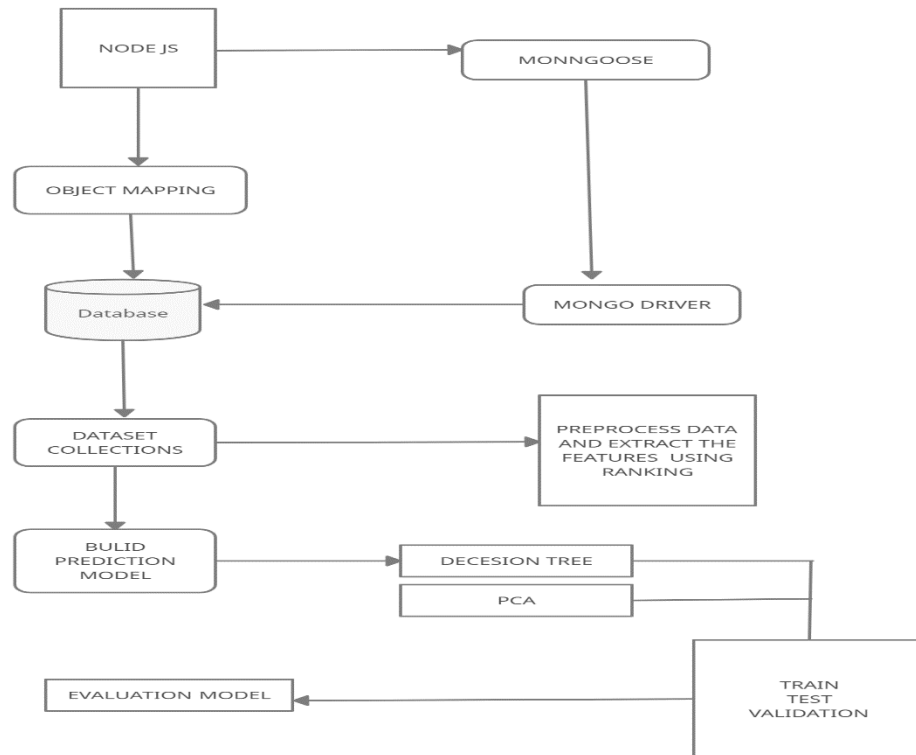 NODE JS
MONNGOOSE
OBJECT MAPPING
Database
MONGO DRIVER
DATASET
COLLECTIONS
PREPROCESS DATA
AND EXTRACT THE
FEATURES USING
RANKING
BULID
PREDICTION
MODEL
DECESION TREE
PCA
EVALUATION MODEL
TRAIN
TEST
VALIDATION